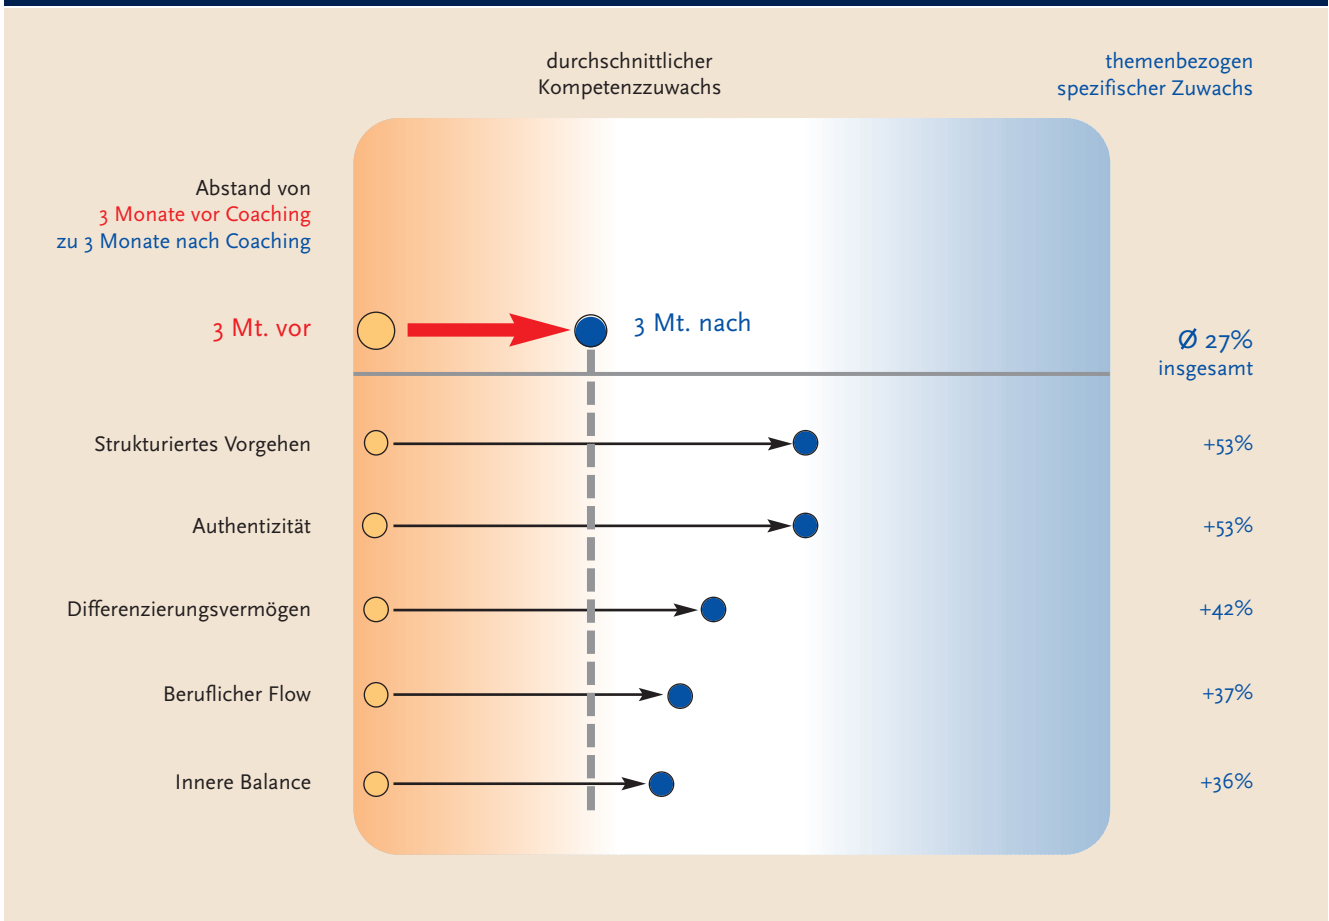 durchschnittlicher
Kompetenzzuwachs
themenbezogen
spezifischer Zuwachs
Abstand von
3 Monate vor Coaching
zu 3 Monate nach Coaching
3 Mt. vor
3 Mt. nach
Ø 27%
insgesamt
Strukturiertes Vorgehen
+53%
Authentizität
+53%
Differenzierungsvermögen
+42%
Beruflicher Flow
+37%
Innere Balance
+36%